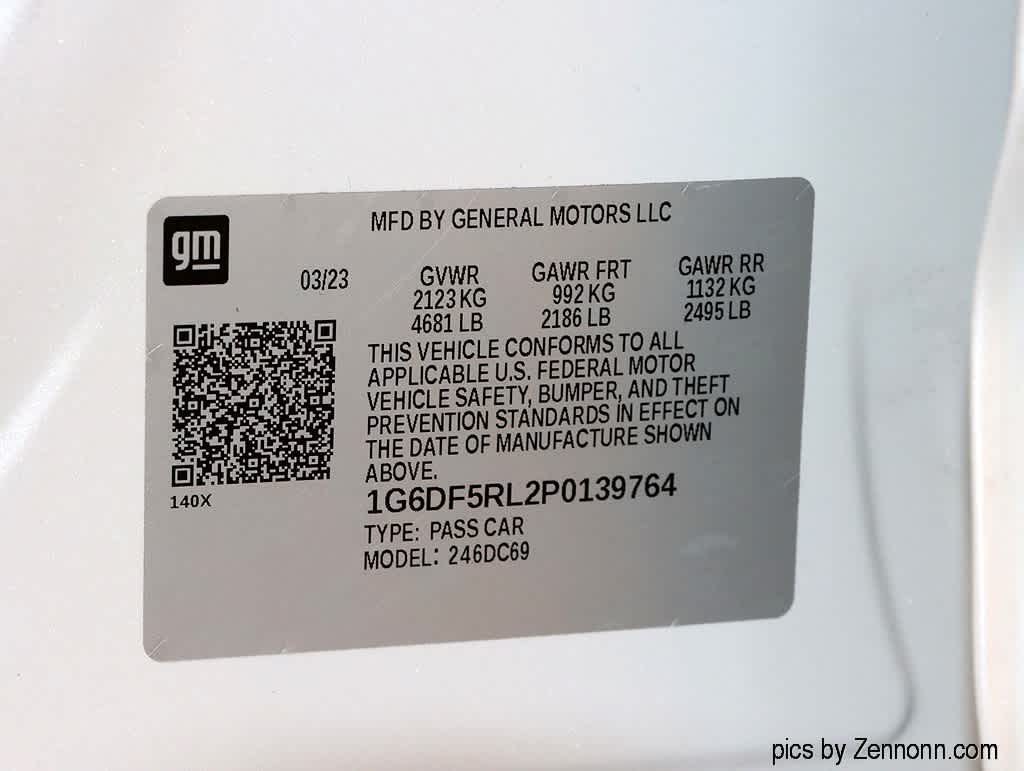 gm
MFD BY GENERAL MOTORS LLC
03/23
GVWR
2123 KG
4681 LB
GAWR FRT
992 KG
2186 LB
GAWR RR
1132 KG
2495 LB
THIS VEHICLE CONFORMS TO ALL
APPLICABLE U.S. FEDERAL MOTOR
VEHICLE SAFETY, BUMPER, AND THEFT
PREVENTION STANDARDS IN EFFECT ON
THE DATE OF MANUFACTURE SHOWN
ABOVE.
1G6DF5RL2P0139764
TYPE: PASS CAR
MODEL: 246DC69
140X
pics by Zennonn.com